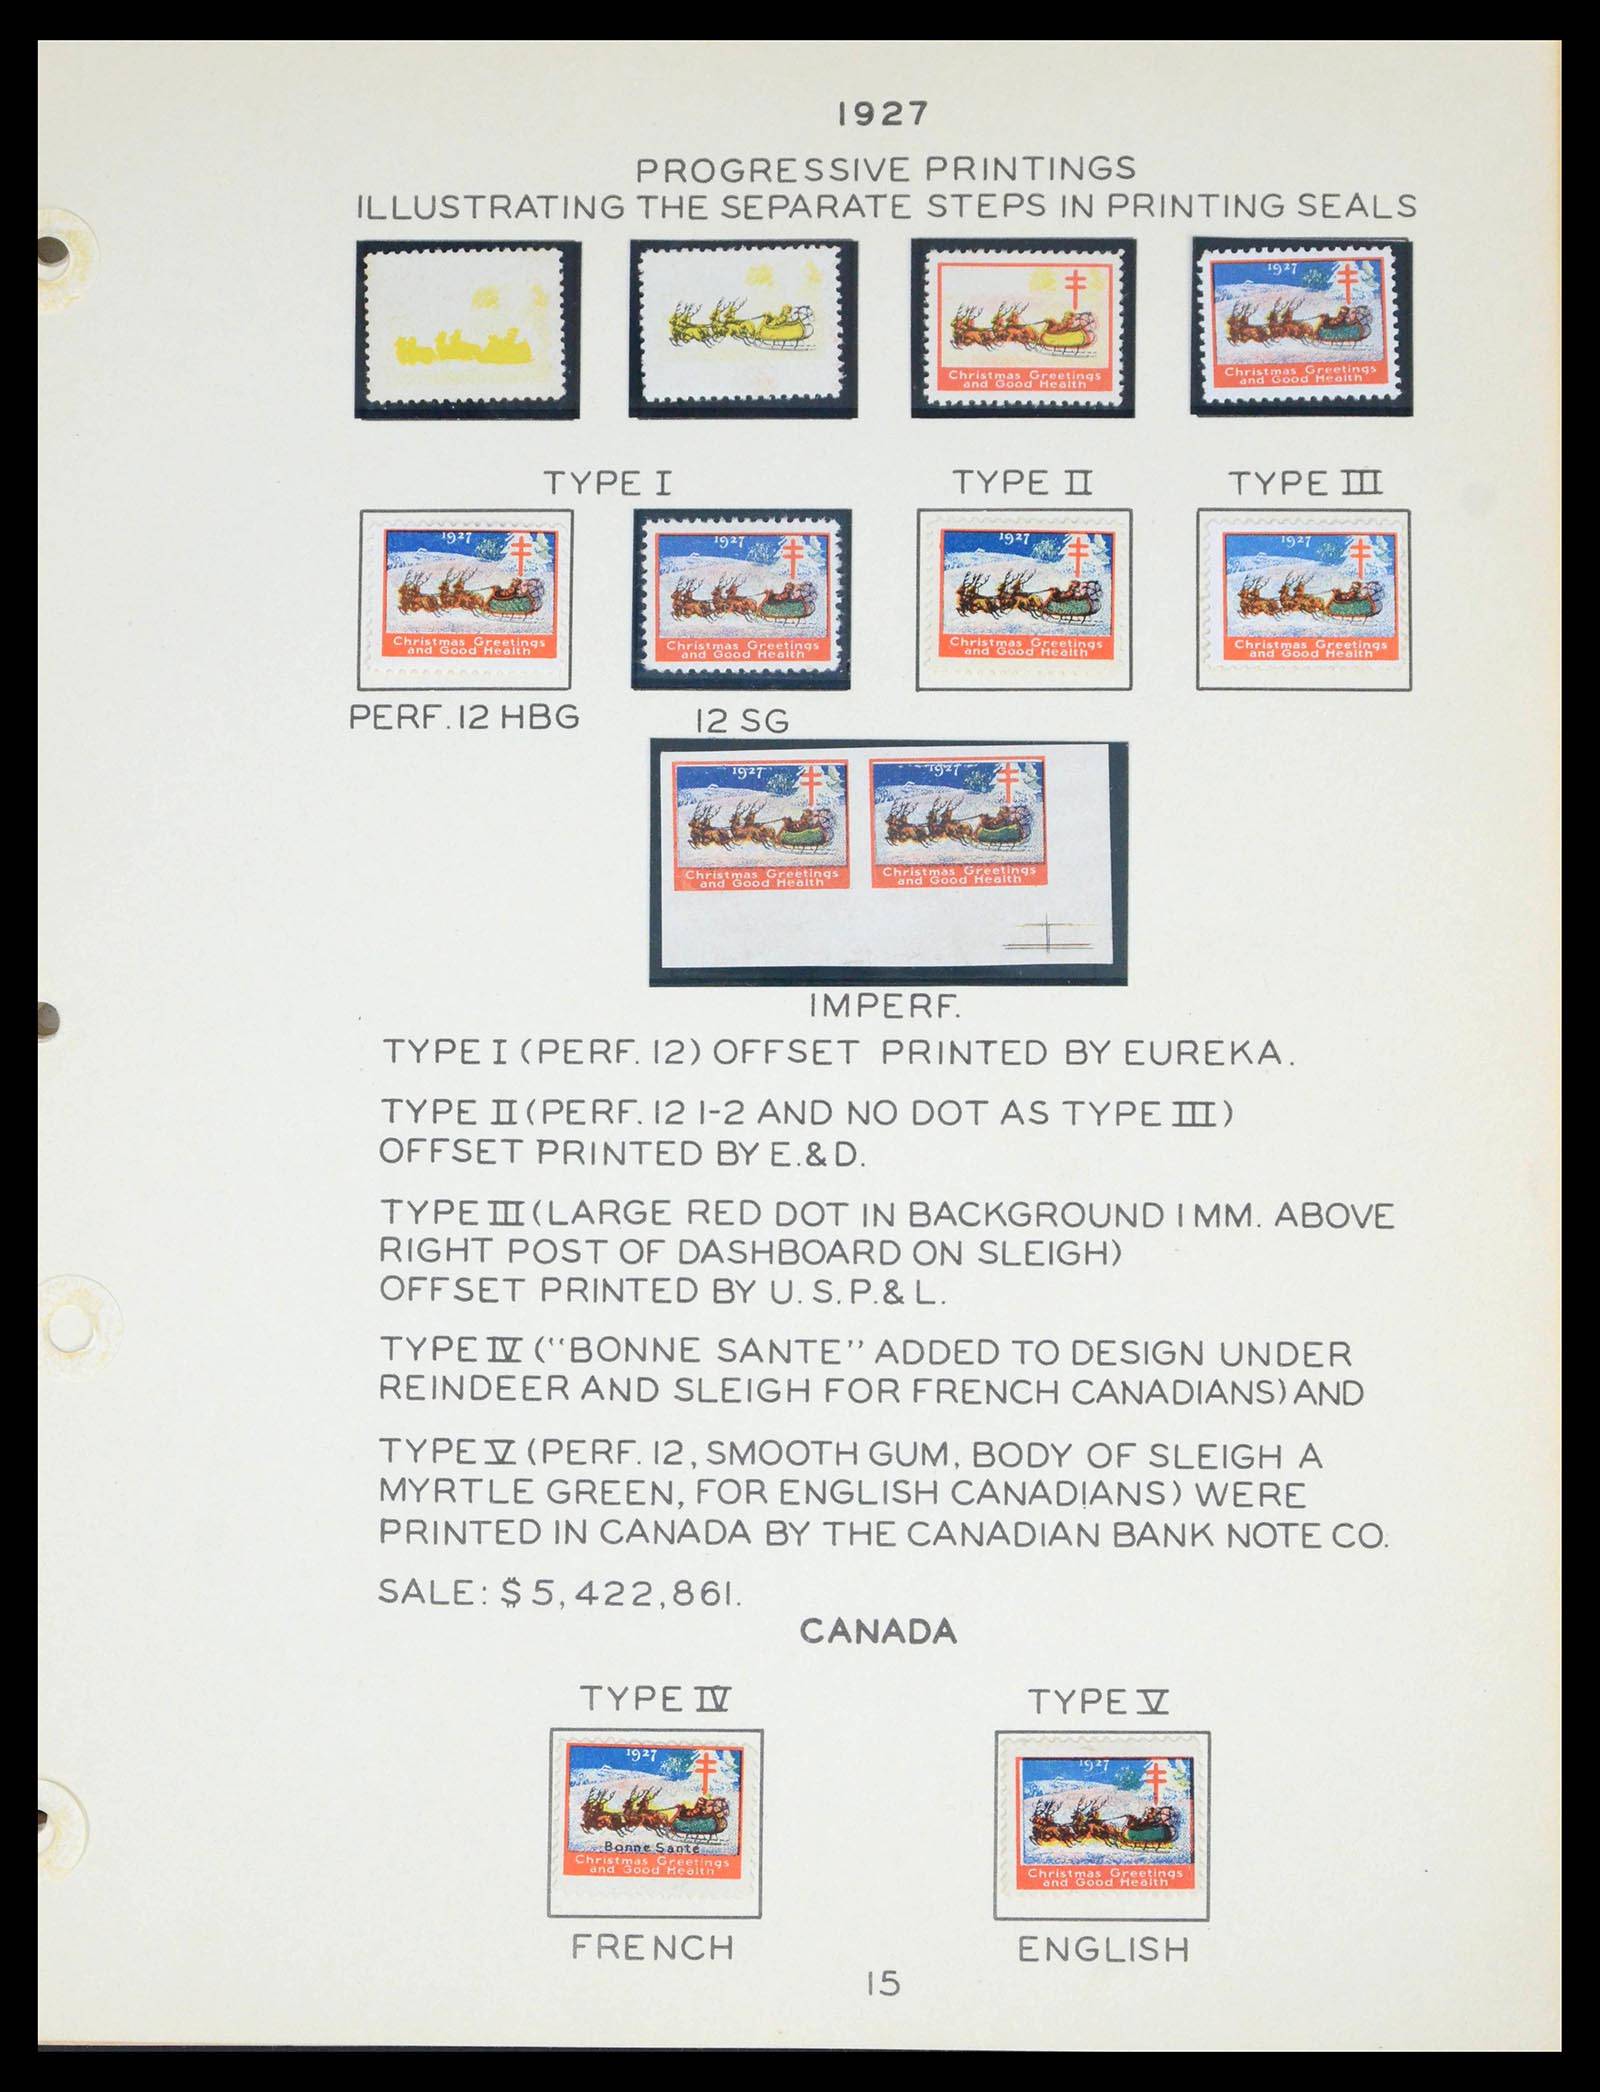 1927
PROGRESSIVE PRINTINGS
ILLUSTRATING THE SEPARATE STEPS IN PRINTING SEALS
Christmas Greetings
and Good Health
1927
Christmas Greetings
and Good Health
TYPE I TYPE II TYPE III
1927
Christmas Greetings
and Good Health
1927
Christmas Greetings
and Good Health
1927
Christmas Greetings
and Good Health
1927
Christmas Greetings
and Good Health
PERF. 12 HBG 12 SG
1927
Christmas Greetings
and Good Health
1927
Christmas Greetings
and Good Health
IMPERF.
TYPE I (PERF. 12) OFFSET PRINTED BY EUREKA.
TYPE II (PERF. 12 1-2 AND NO DOT AS TYPE III)
OFFSET PRINTED BY E.&D.
TYPE III (LARGE RED DOT IN BACKGROUND 1 MM. ABOVE
RIGHT POST OF DASHBOARD ON SLEIGH)
OFFSET PRINTED BY U.S.P.& L.
TYPE IV ("BONNE SANTE" ADDED TO DESIGN UNDER
REINDEER AND SLEIGH FOR FRENCH CANADIANS) AND
TYPE V (PERF. 12, SMOOTH GUM, BODY OF SLEIGH A
MYRTLE GREEN, FOR ENGLISH CANADIANS) WERE
PRINTED IN CANADA BY THE CANADIAN BANK NOTE CO.
SALE: $5,422,861.
CANADA
TYPE IV TYPE V
1927
Bonne Santé
Christmas Greetings
and Good Health
1927
Christmas Greetings
and Good Health
FRENCH ENGLISH
15